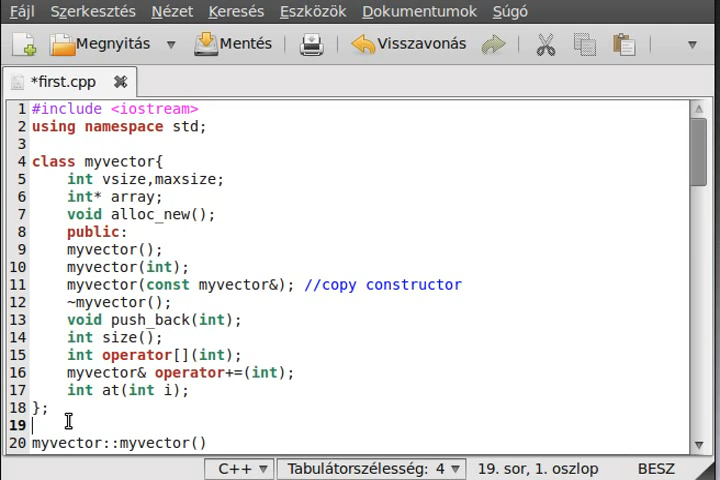 Fájl Szerkesztés Nézet Keresés Eszközök Dokumentumok Súgó
Megnyitás Mentés Visszavonás
*first.cpp
1 #include <iostream>
2 using namespace std;
3
4 class myvector{
5 int vsize,maxsize;
6 int* array;
7 void alloc_new();
8 public:
9 myvector();
10 myvector(int);
11 myvector(const myvector&); //copy constructor
12 ~myvector();
13 void push_back(int);
14 int size();
15 int operator[](int);
16 myvector& operator+=(int);
17 int at(int i);
18 };
19
20 myvector::myvector()
C++ Tabulátorszélesség: 4 19. sor, 1. oszlop BESZ